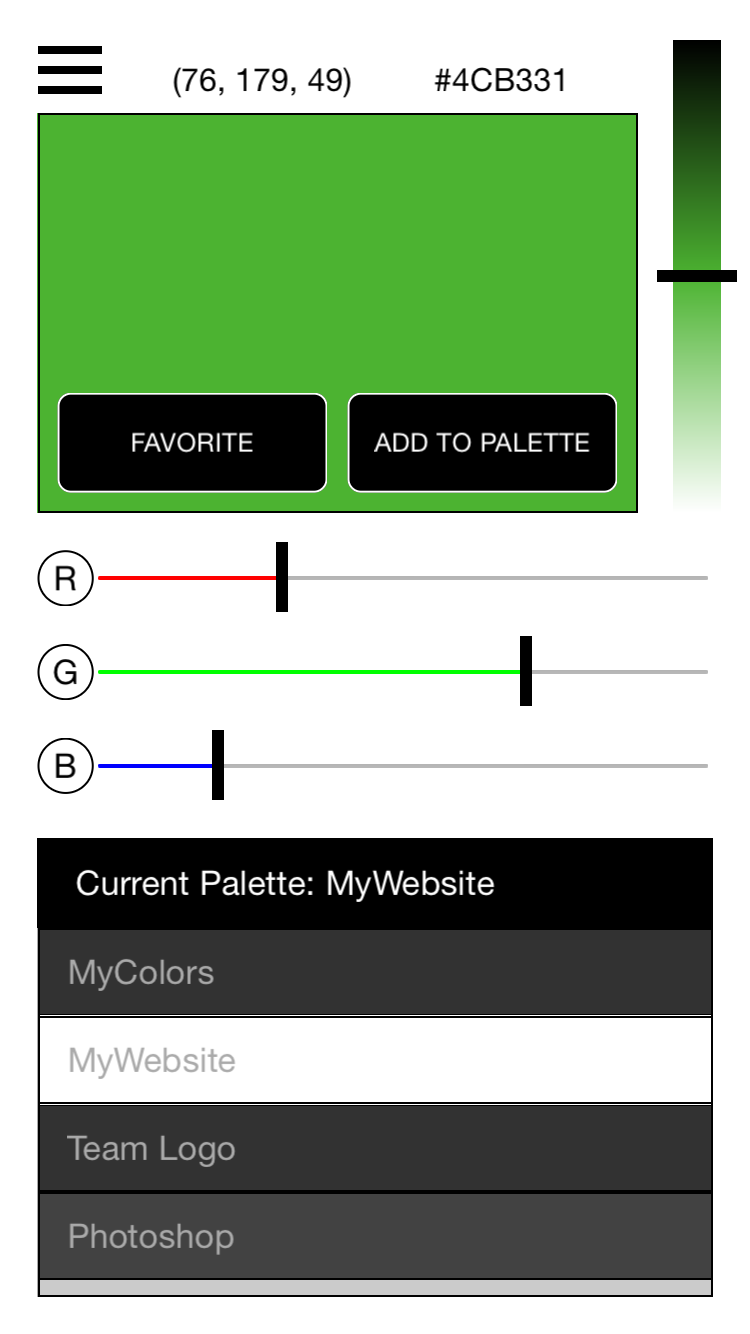 (76, 179, 49) #4CB331
FAVORITE ADD TO PALETTE
R
G
B
Current Palette: MyWebsite
MyColors
MyWebsite
Team Logo
Photoshop